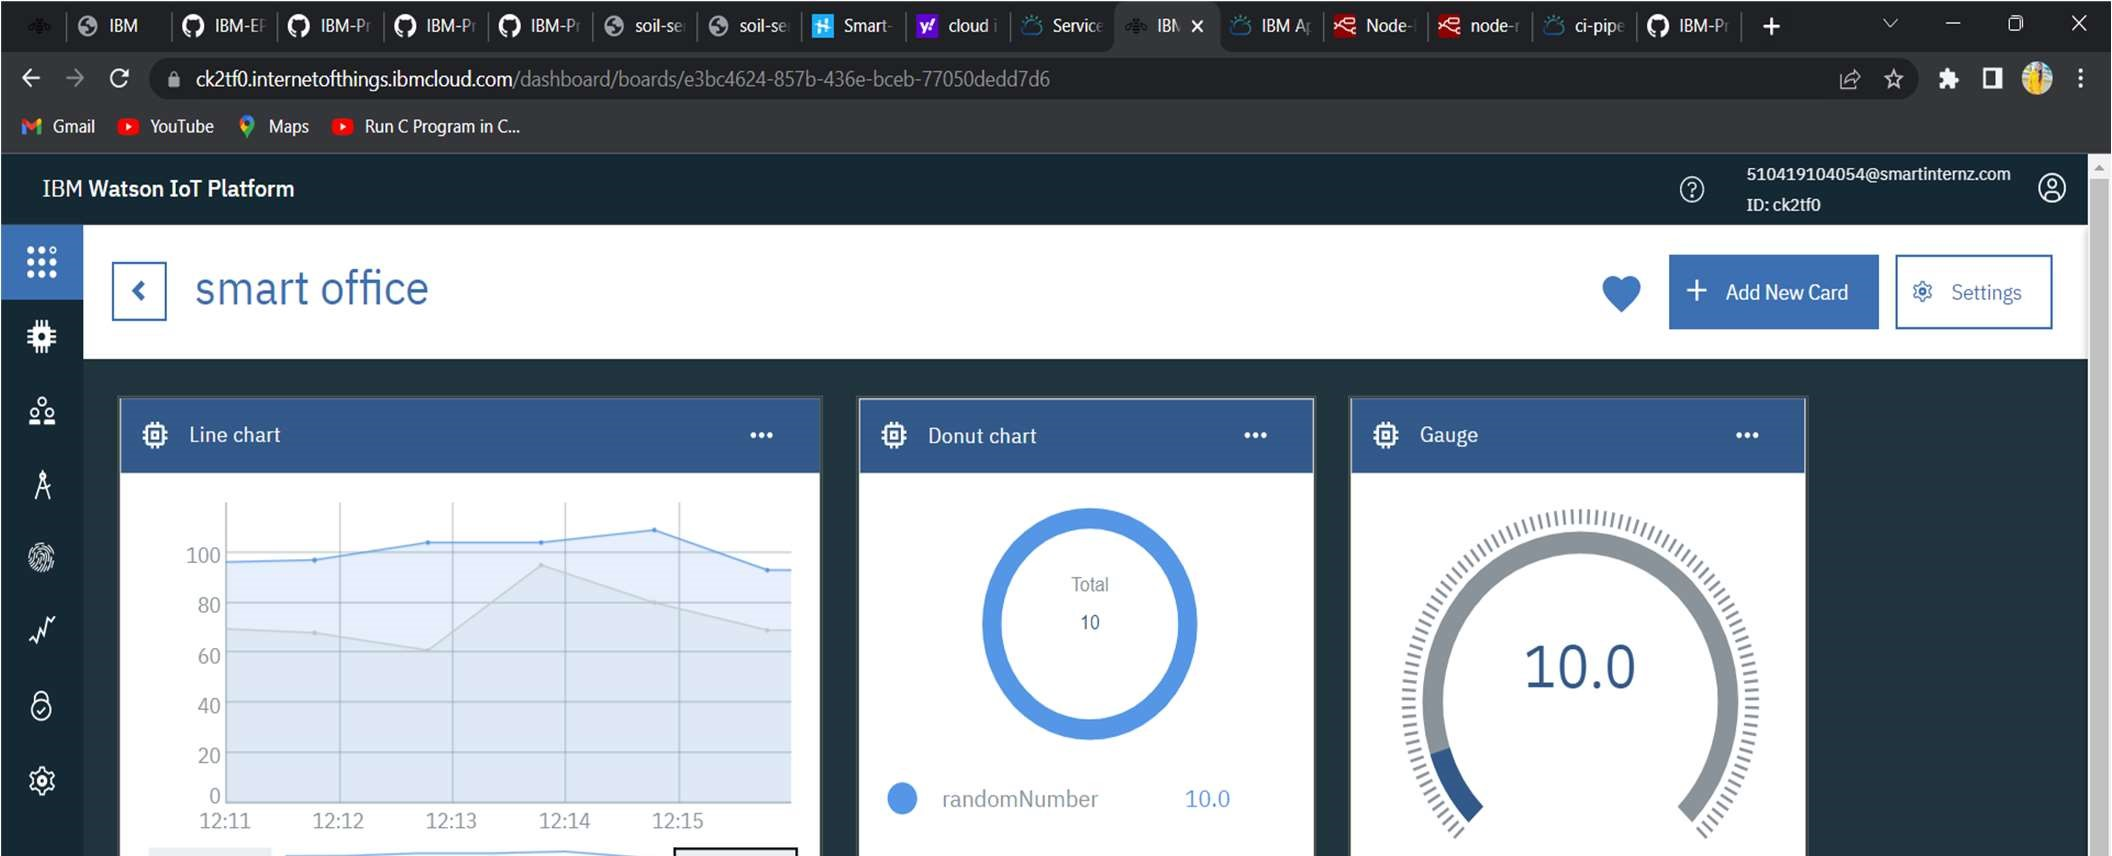 IBM
IBM-EP
IBM-Pr
IBM-Pr
IBM-Pr
soil-se
soil-se
Smart-
cloud i
Service
IBM
IBM Ap
Node-
node-r
ci-pipe
IBM-Pr
ck2tf0.internetofthings.ibmcloud.com/dashboard/boards/e3bc4624-857b-436e-bceb-77050dedd7d6
Gmail
YouTube
Maps
Run C Program in C...
IBM Watson IoT Platform
510419104054@smartinternz.com
ID: ck2tf0
smart office
Add New Card
Settings
Line chart
100
80
60
40
20
0
12:11 12:12 12:13 12:14 12:15
Donut chart
Total
10
randomNumber 10.0
Gauge
10.0